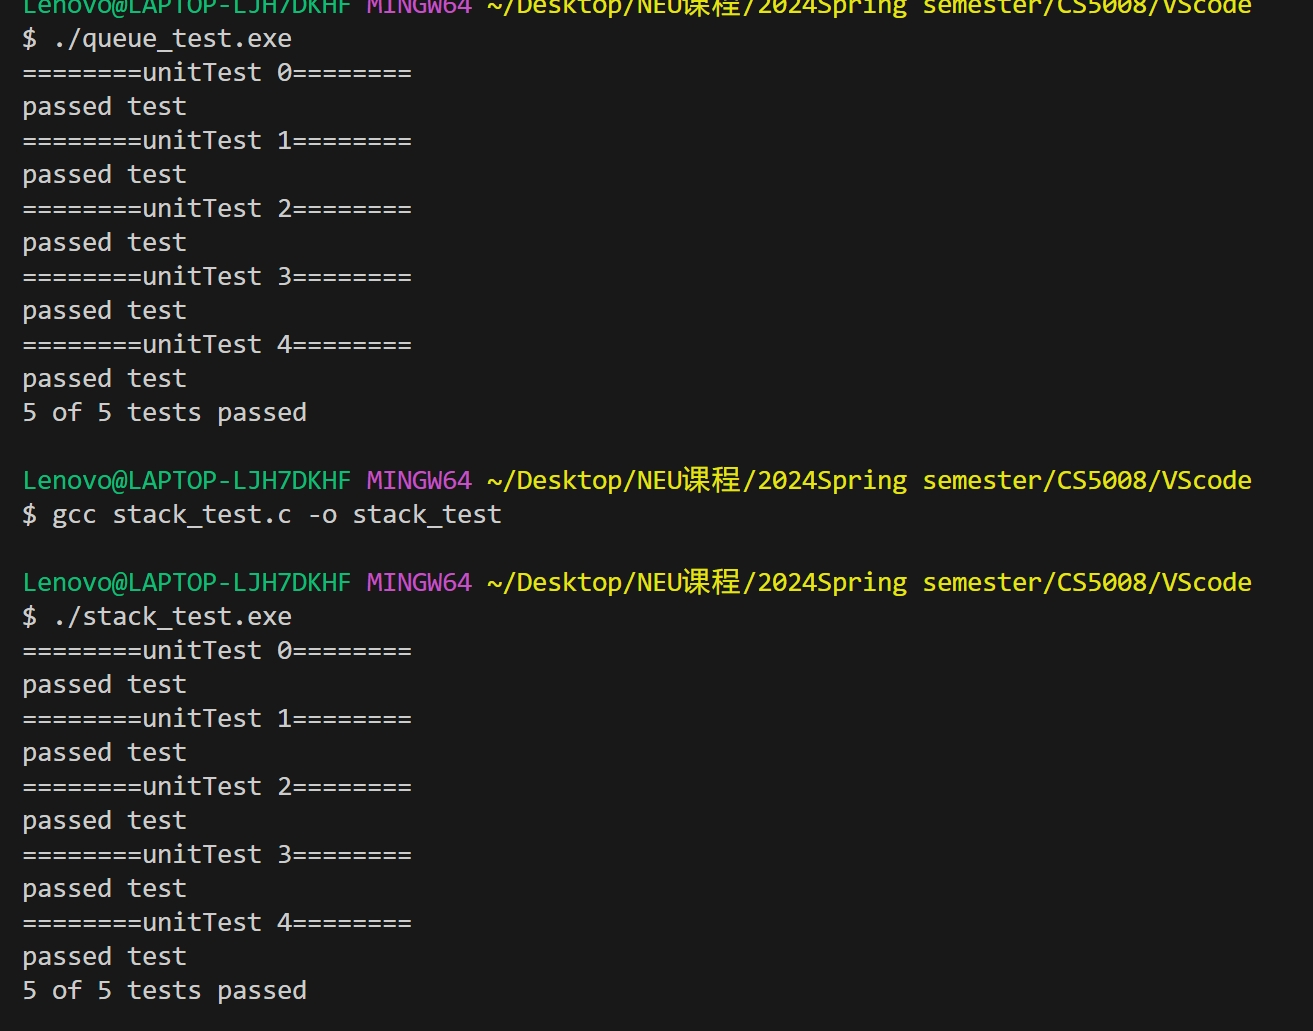 Lenovo@LAPTOP-LJH7DKHF MINGW64 ~/Desktop/NEU课程/2024Spring semester/CS5008/VScode
$ ./queue_test.exe
========unitTest 0========
passed test
========unitTest 1========
passed test
========unitTest 2========
passed test
========unitTest 3========
passed test
========unitTest 4========
passed test
5 of 5 tests passed
Lenovo@LAPTOP-LJH7DKHF MINGW64 ~/Desktop/NEU课程/2024Spring semester/CS5008/VScode
$ gcc stack_test.c -o stack_test
Lenovo@LAPTOP-LJH7DKHF MINGW64 ~/Desktop/NEU课程/2024Spring semester/CS5008/VScode
$ ./stack_test.exe
========unitTest 0========
passed test
========unitTest 1========
passed test
========unitTest 2========
passed test
========unitTest 3========
passed test
========unitTest 4========
passed test
5 of 5 tests passed